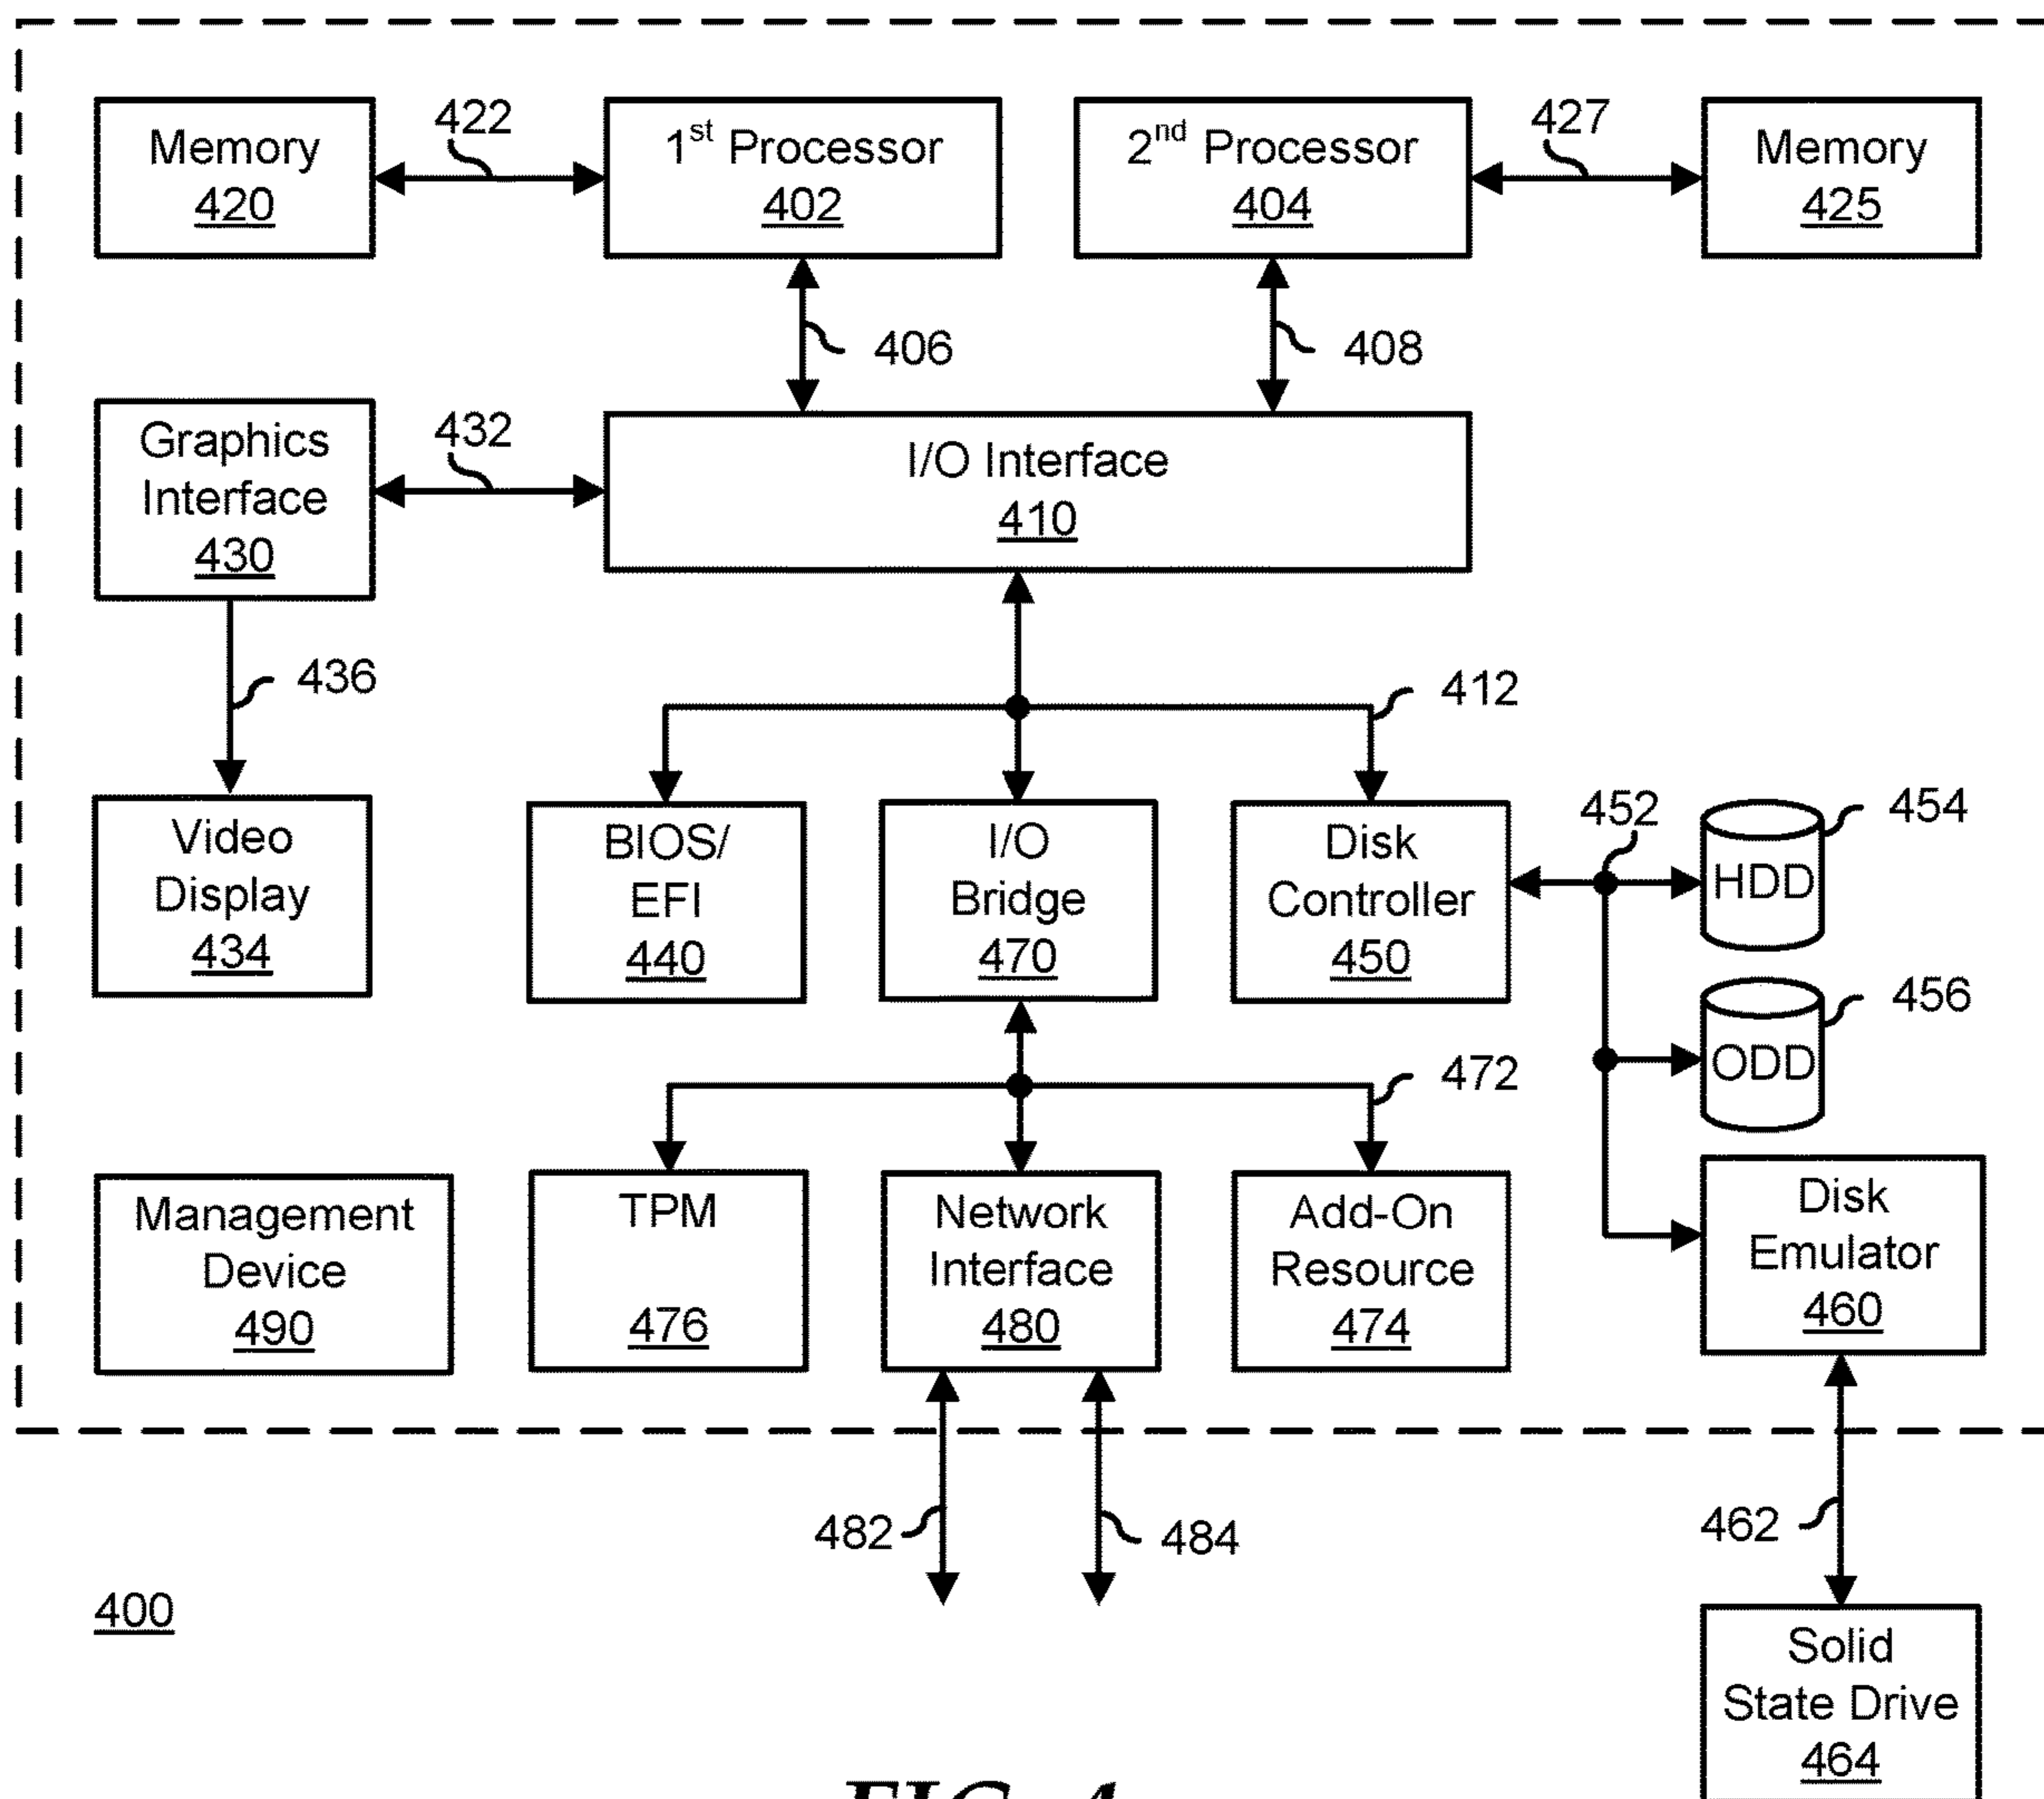 Memory
420
422
1st Processor
402
2nd Processor
404
427
Memory
425
406
408
Graphics
Interface
430
432
I/O Interface
410
436
412
Video
Display
434
BIOS/
EFI
440
I/O
Bridge
470
Disk
Controller
450
452
HDD
454
ODD
456
472
Management
Device
490
TPM
476
Network
Interface
480
Add-On
Resource
474
Disk
Emulator
460
482
484
462
400
Solid
State Drive
464
FIG. 4